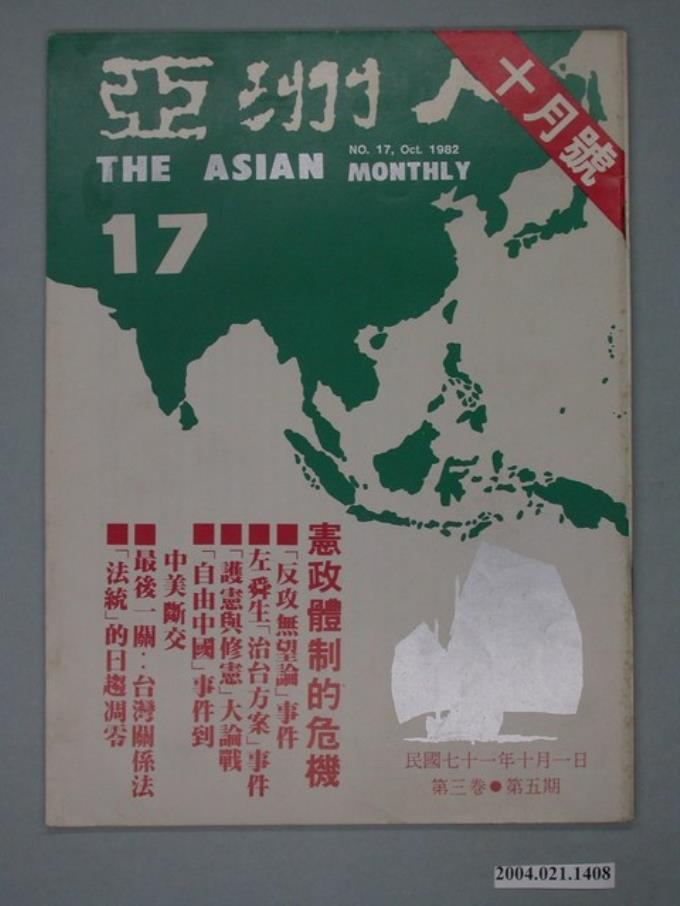 亞洲人
十月號
NO. 17, Oct. 1982
THE ASIAN MONTHLY
17
憲政體制的危機
■「反攻無望論」事件
■左舜生「治台方案」事件
■「護憲與修憲」大論戰
■「自由中國」事件到
中美斷交
■最後一關：台灣關係法
■「法統」的日趨凋零
民國七十一年十月一日
第三卷●第五期
2004.021.1408